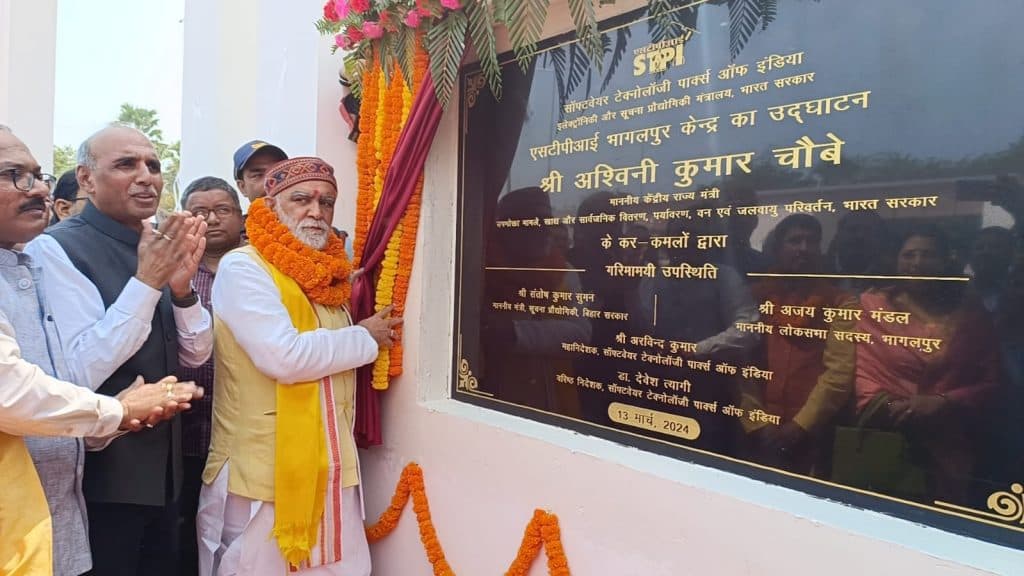 एसटीपीआई
STPI
सॉफ्टवेयर टेक्नोलॉजी पार्क्स ऑफ इंडिया
इलेक्ट्रॉनिकी और सूचना प्रौद्योगिकी मंत्रालय, भारत सरकार
एसटीपीआई भागलपुर केन्द्र का उद्घाटन
श्री अश्विनी कुमार चौबे
माननीय केंद्रीय राज्य मंत्री
उपभोक्ता मामले, खाद्य और सार्वजनिक वितरण, पर्यावरण, वन एवं जलवायु परिवर्तन, भारत सरकार
के कर-कमलों द्वारा
गरिमामयी उपस्थिति
श्री संतोष कुमार सुमन
माननीय मंत्री, सूचना प्रौद्योगिकी, बिहार सरकार
श्री अजय कुमार मंडल
माननीय लोकसभा सदस्य, भागलपुर
श्री अरविन्द कुमार
महानिदेशक, सॉफ्टवेयर टेक्नोलॉजी पार्क्स ऑफ इंडिया
डा. देवेश त्यागी
वरिष्ठ निदेशक, सॉफ्टवेयर टेक्नोलॉजी पार्क्स ऑफ इंडिया
13 मार्च, 2024